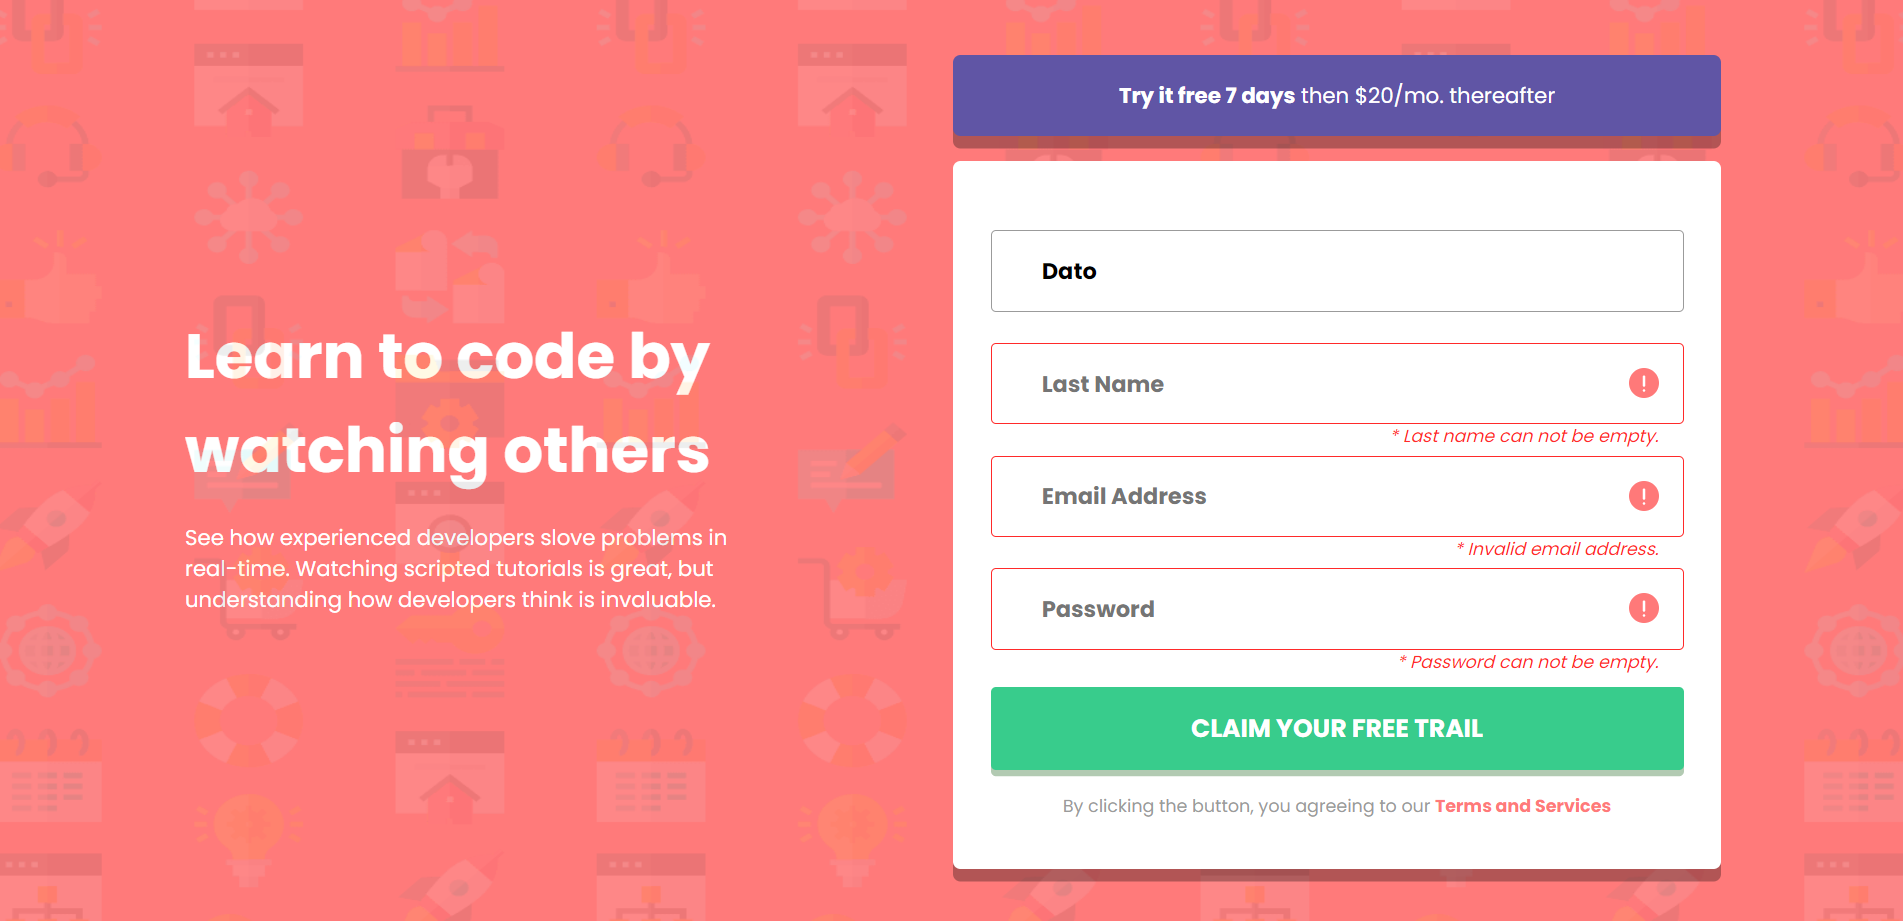 Learn to code by
watching others
See how experienced developers slove problems in
real-time. Watching scripted tutorials is great, but
understanding how developers think is invaluable.
Try it free 7 days then $20/mo. thereafter
Dato
Last Name
* Last name can not be empty.
Email Address
* Invalid email address.
Password
* Password can not be empty.
CLAIM YOUR FREE TRAIL
By clicking the button, you agreeing to our Terms and Services